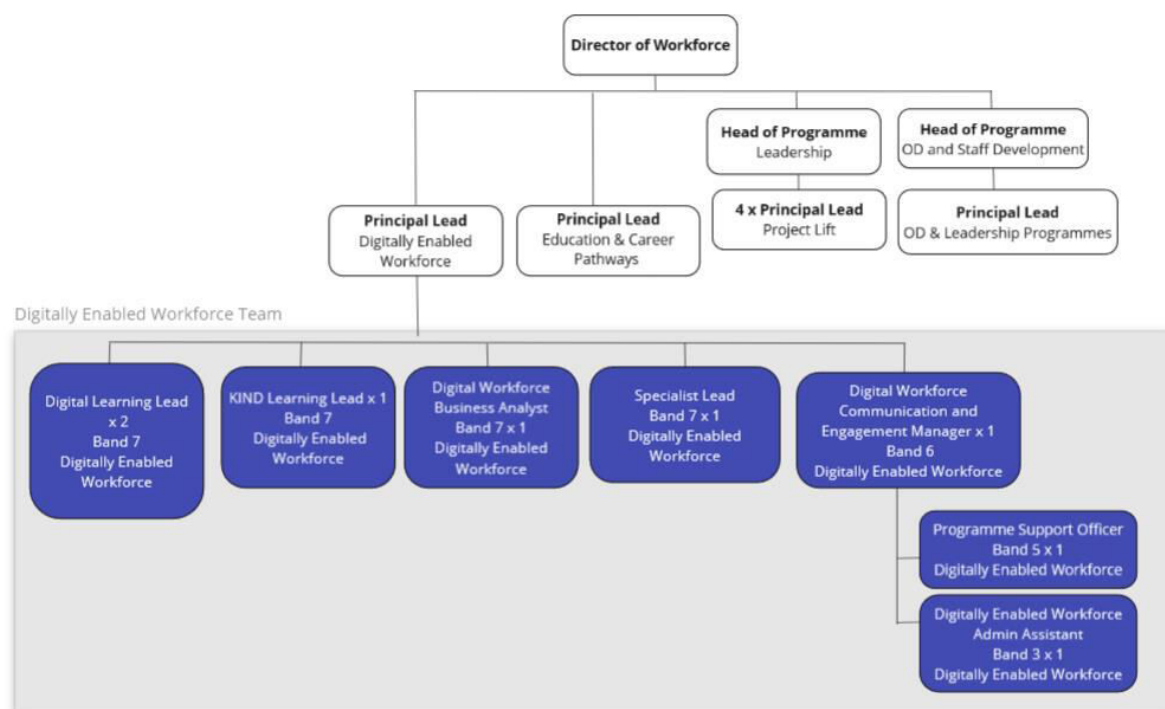 Director of Workforce
Head of Programme
Leadership
Head of Programme
OD and Staff Development
Principal Lead
Digitally Enabled
Workforce
Principal Lead
Education & Career
Pathways
4 x Principal Lead
Project Lift
Principal Lead
OD & Leadership Programmes
Digitally Enabled Workforce Team
Digital Learning Lead
x 2
Band 7
Digitally Enabled
Workforce
KIND Learning Lead x 1
Band 7
Digitally Enabled
Workforce
Digital Workforce
Business Analyst
Band 7 x 1
Digitally Enabled
Workforce
Specialist Lead
Band 7 x 1
Digitally Enabled
Workforce
Digital Workforce
Communication and
Engagement Manager x 1
Band 6
Digitally Enabled Workforce
Programme Support Officer
Band 5 x 1
Digitally Enabled Workforce
Digitally Enabled Workforce
Admin Assistant
Band 3 x 1
Digitally Enabled Workforce